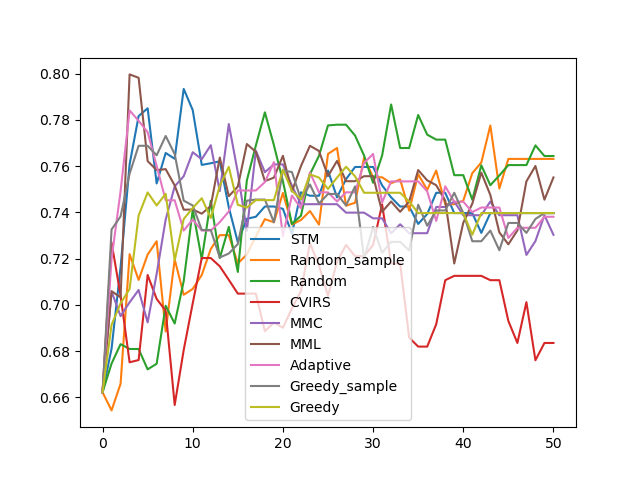 0.80
0.78
0.76
0.74
0.72
0.70
0.68
0.66
STM
Random_sample
Random
CVIRS
MMC
MML
Adaptive
Greedy_sample
Greedy
0 10 20 30 40 50